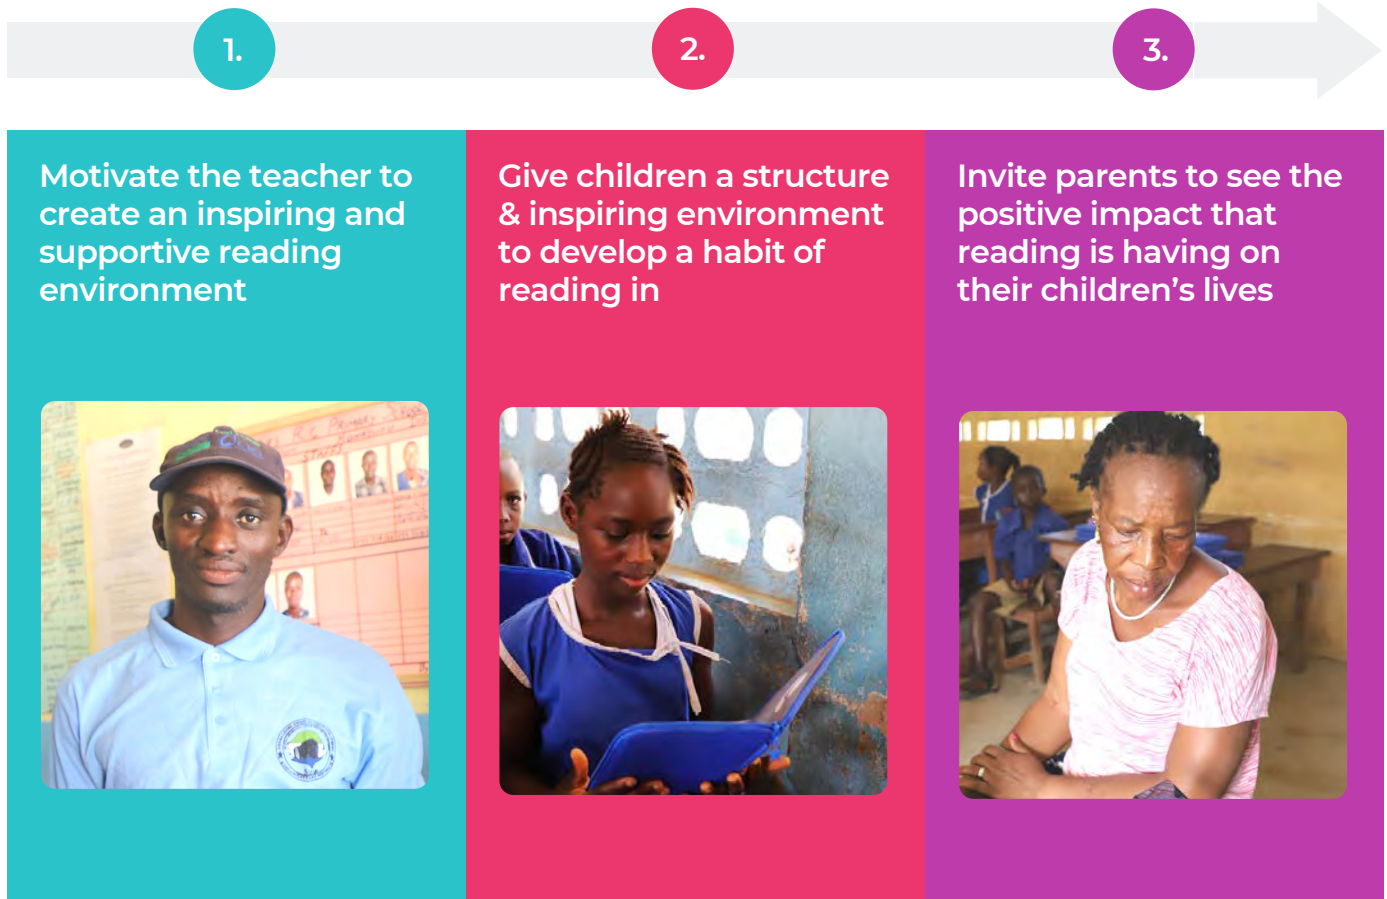 1.
2.
3.
Motivate the teacher to
create an inspiring and
supportive reading
environment
Give children a structure
& inspiring environment
to develop a habit of
reading in
Invite parents to see the
positive impact that
reading is having on
their children's lives
Primary
STAFF